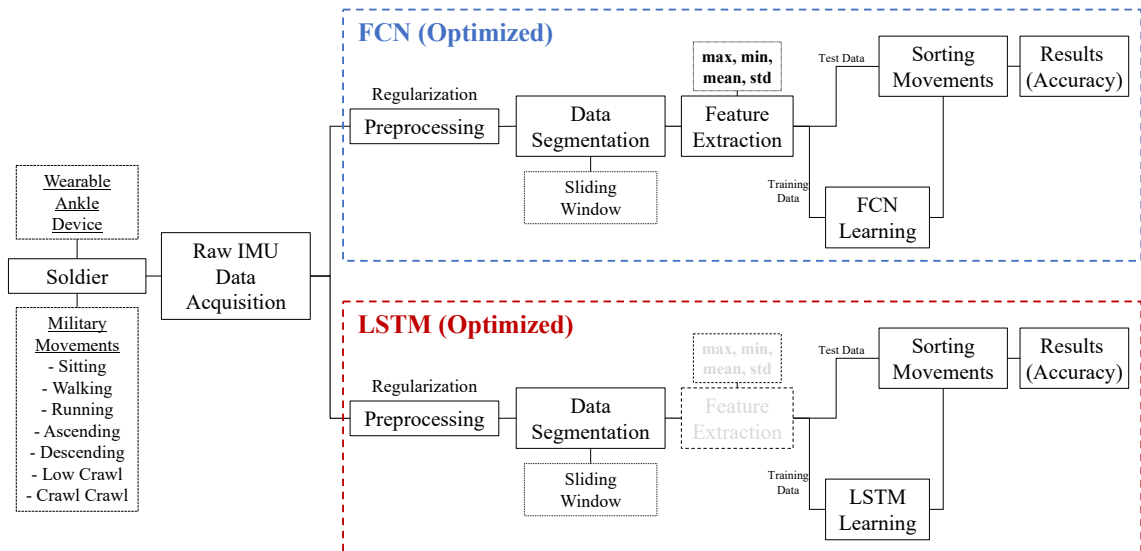 Wearable
Ankle
Device
Soldier
Military
Movements
- Sitting
- Walking
- Running
- Ascending
- Descending
- Low Crawl
- Crawl Crawl
Raw IMU
Data
Acquisition
FCN (Optimized)
Regularization
Preprocessing
Data
Segmentation
Sliding
Window
max, min,
mean, std
Feature
Extraction
Test Data
Training
Data
FCN
Learning
Sorting
Movements
Results
(Accuracy)
LSTM (Optimized)
Regularization
Preprocessing
Data
Segmentation
Sliding
Window
max, min,
mean, std
Feature
Extraction
Test Data
Training
Data
LSTM
Learning
Sorting
Movements
Results
(Accuracy)